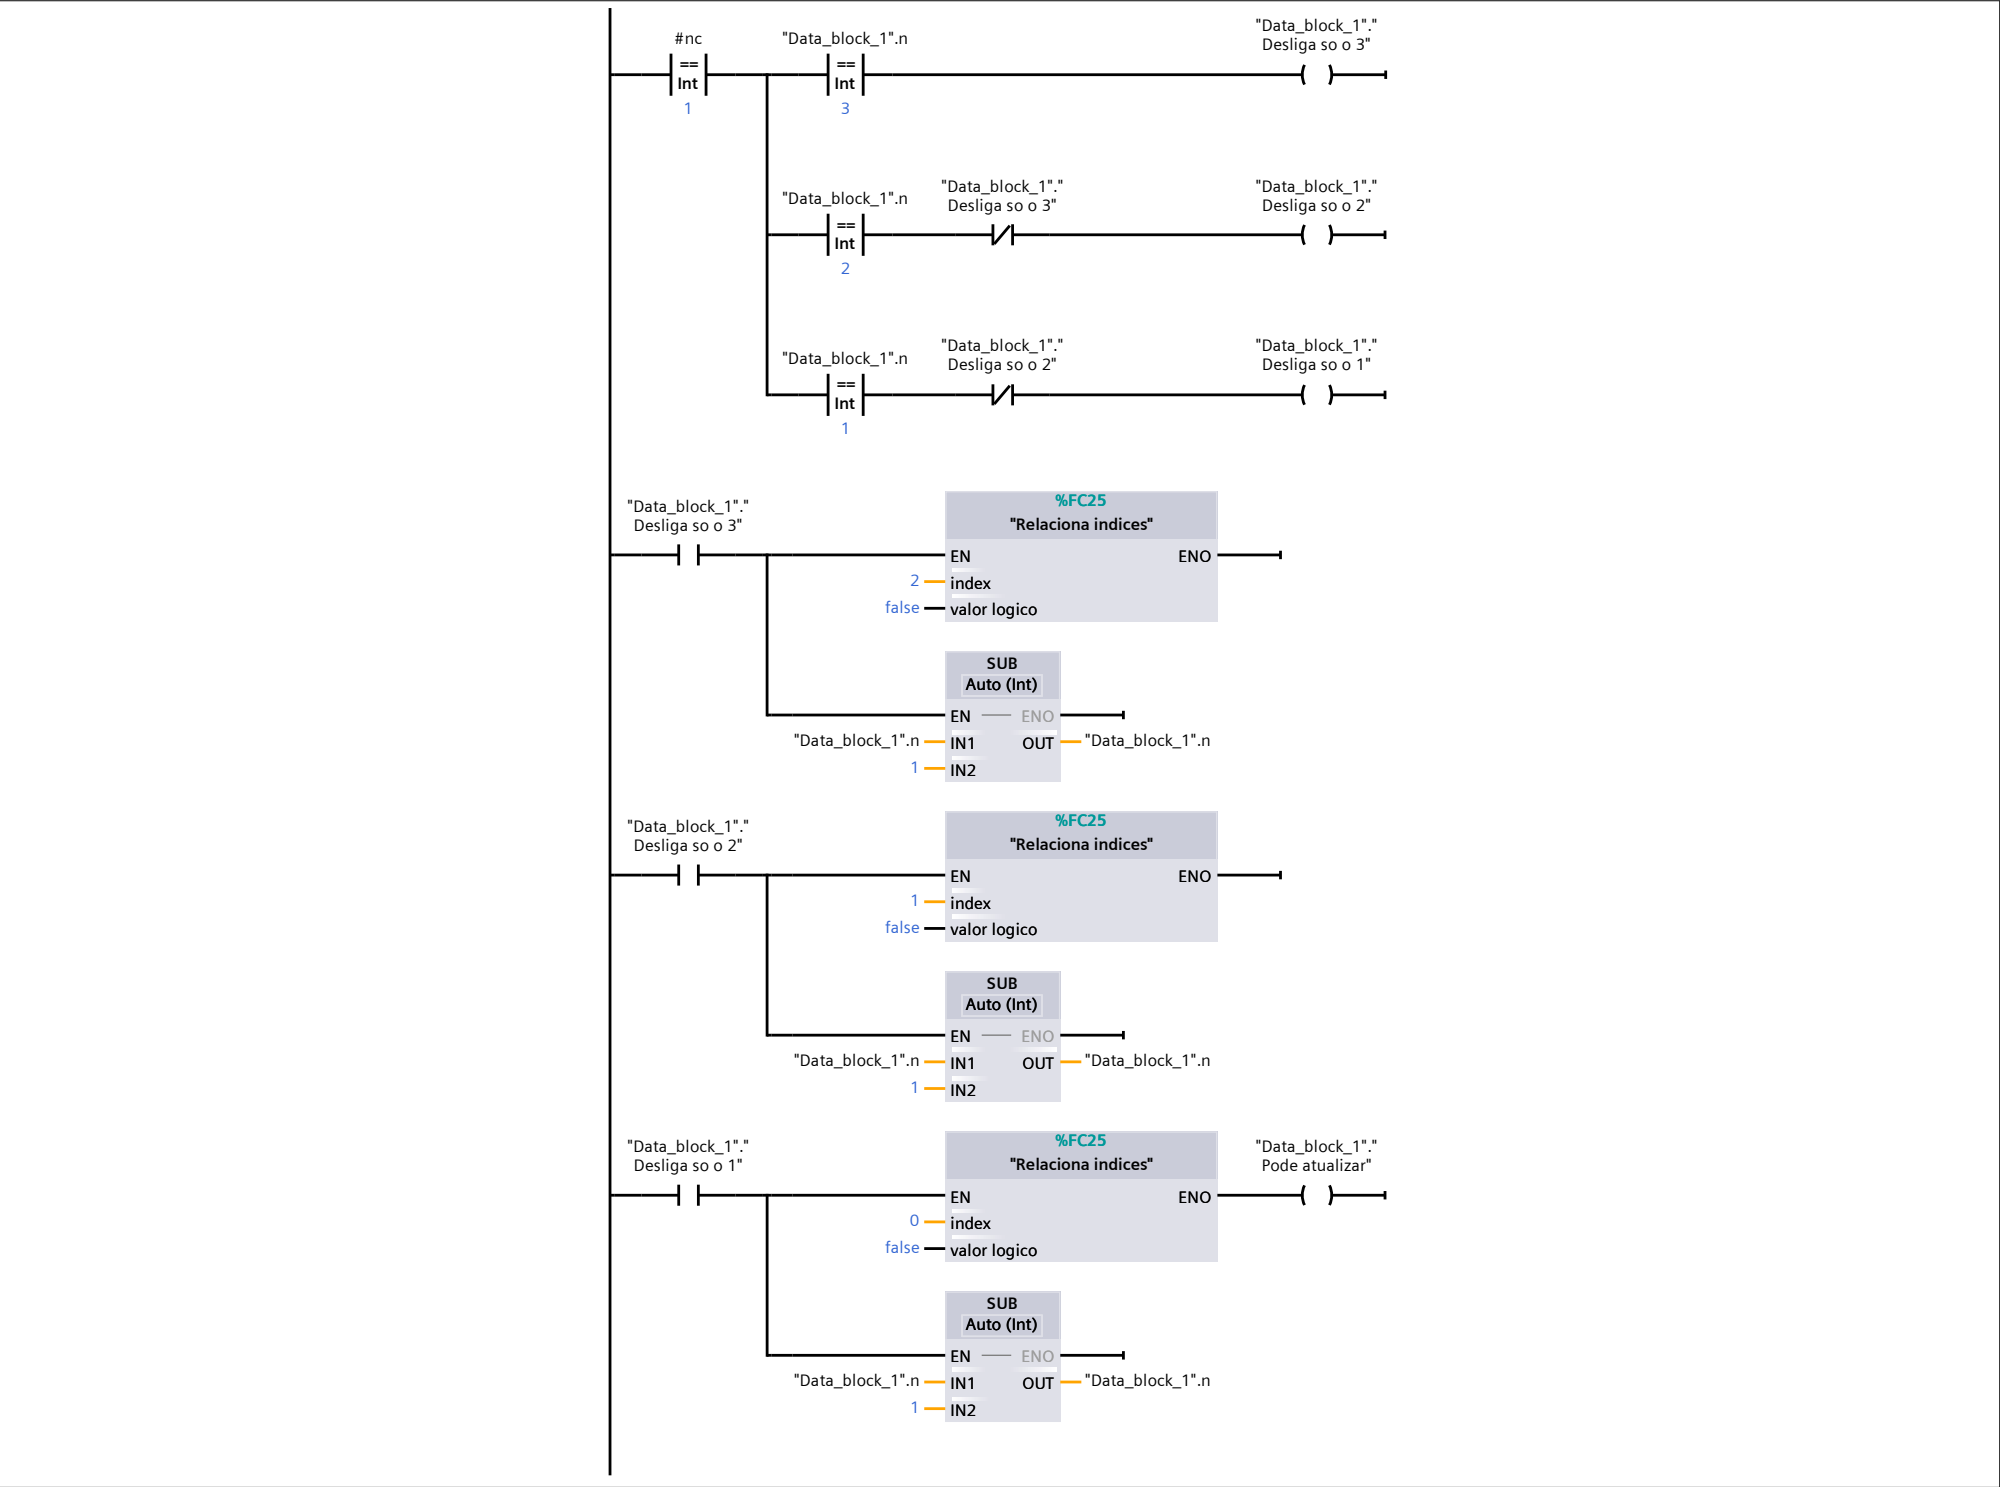 #nc
==
Int
1
"Data_block_1".n
==
Int
3
"Data_block_1"."
Desliga so o 3"
"Data_block_1".n
==
Int
2
"Data_block_1"."
Desliga so o 3"
"Data_block_1"."
Desliga so o 2"
"Data_block_1".n
==
Int
1
"Data_block_1"."
Desliga so o 2"
"Data_block_1"."
Desliga so o 1"
"Data_block_1"."
Desliga so o 3"
%FC25
"Relaciona indices"
EN ENO
2 index
false valor logico
SUB
Auto (Int)
EN ENO
"Data_block_1".n IN1 OUT "Data_block_1".n
1 IN2
"Data_block_1"."
Desliga so o 2"
%FC25
"Relaciona indices"
EN ENO
1 index
false valor logico
SUB
Auto (Int)
EN ENO
"Data_block_1".n IN1 OUT "Data_block_1".n
1 IN2
"Data_block_1"."
Desliga so o 1"
%FC25
"Relaciona indices"
EN ENO
0 index
false valor logico
"Data_block_1"."
Pode atualizar"
SUB
Auto (Int)
EN ENO
"Data_block_1".n IN1 OUT "Data_block_1".n
1 IN2